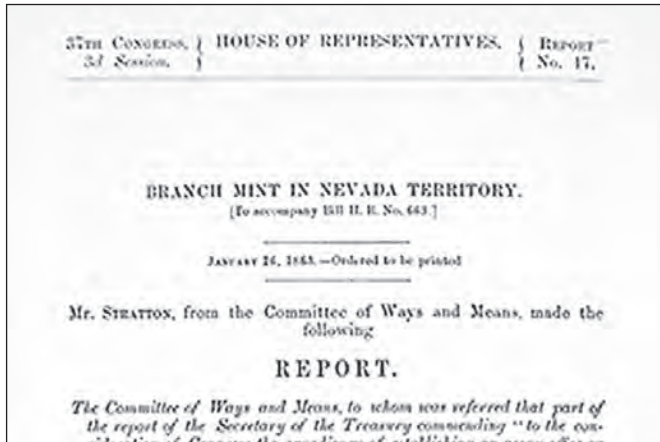 37TH CONGRESS, } HOUSE OF REPRESENTATIVES. { REPORT
3d Session. } { No. 17.
BRANCH MINT IN NEVADA TERRITORY.
[To accompany Bill H. R. No. 663.]
JANUARY 26, 1863.—Ordered to be printed
Mr. STRATTON, from the Committee of Ways and Means, made the
following
REPORT.
The Committee of Ways and Means, to whom was referred that part of
the report of the Secretary of the Treasury commending "to the con-